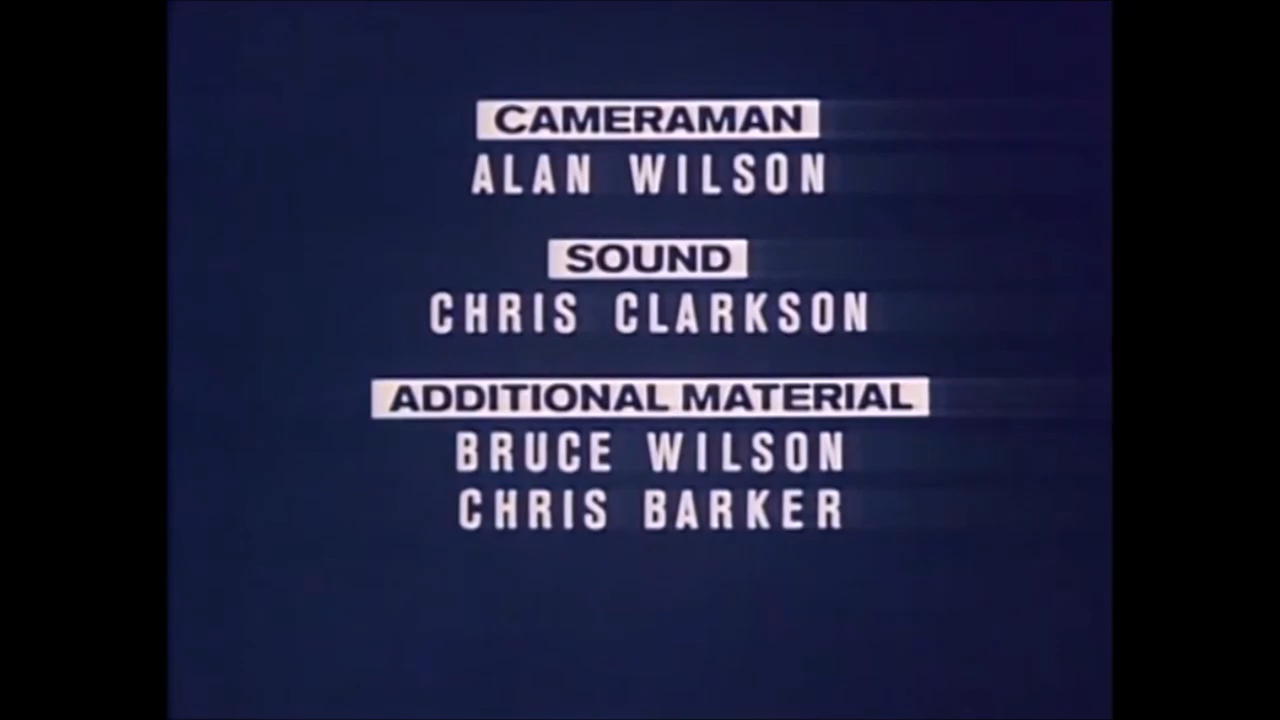 CAMERAMAN
ALAN WILSON
SOUND
CHRIS CLARKSON
ADDITIONAL MATERIAL
BRUCE WILSON
CHRIS BARKER